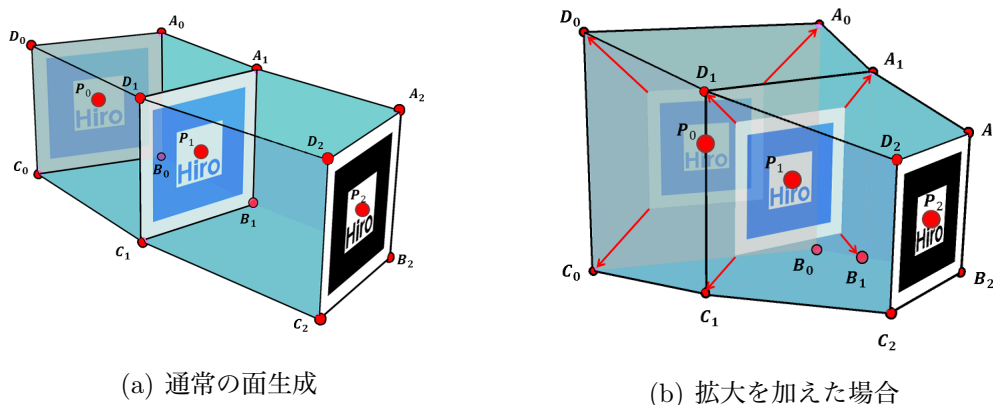 A₀
D₀
A₁
D₁
A₂
P₀
Hiro
P₁
Hiro
B₀
D₂
C₀
P₂
Hiro
B₁
C₁
B₂
C₂
(a) 通常の面生成
A₀
D₀
A₁
D₁
A
P₀
Hiro
D₂
P₁
Hiro
P₂
Hiro
B₀
B₁
C₀
B₂
C₁
C₂
(b) 拡大を加えた場合